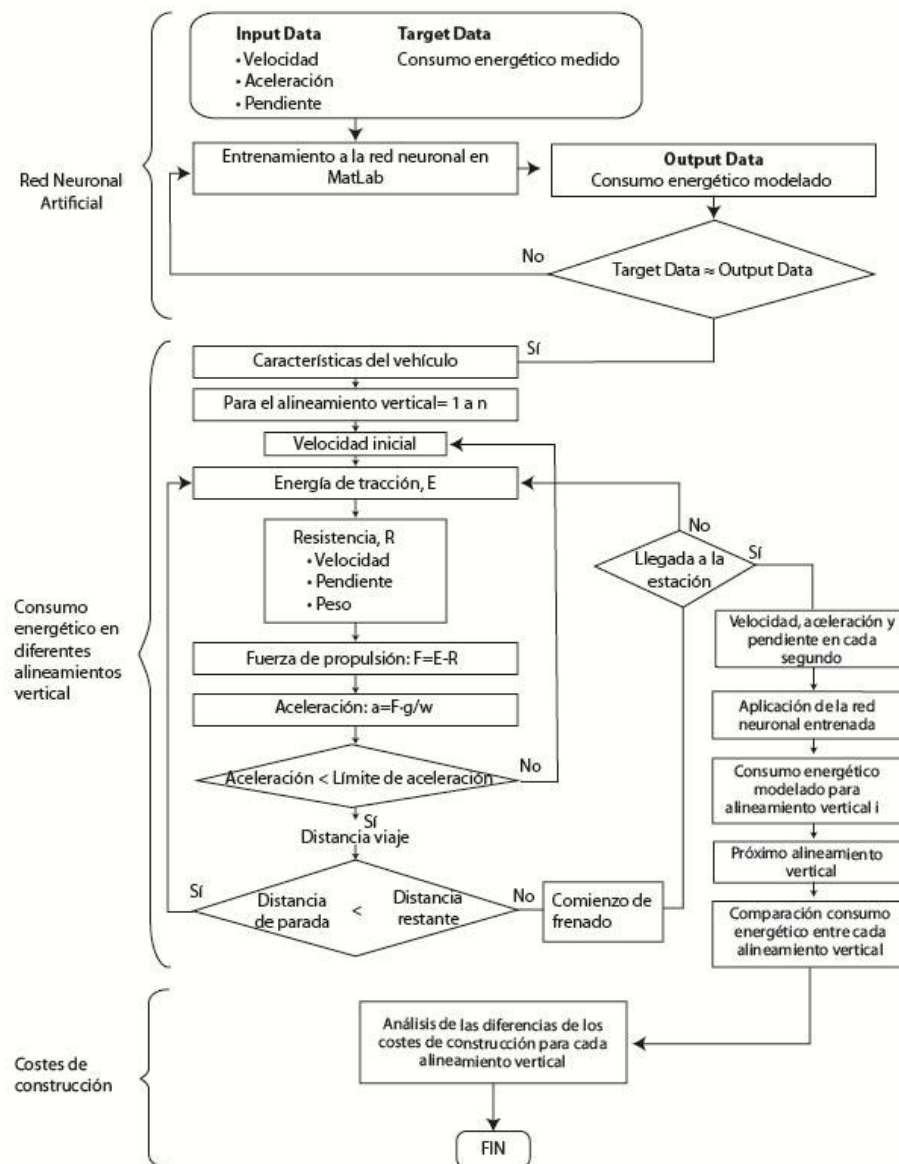 Input Data
• Velocidad
• Aceleración
• Pendiente
Target Data
Consumo energético medido
Entrenamiento a la red neuronal en
MatLab
Output Data
Consumo energético modelado
Red Neuronal
Artificial
No
Target Data ≈ Output Data
Sí
Características del vehículo
Para el alineamiento vertical= 1 a n
Velocidad inicial
Energía de tracción, E
Resistencia, R
• Velocidad
• Pendiente
• Peso
Fuerza de propulsión: F=E-R
Aceleración: a=F·g/w
Aceleración < Límite de aceleración
No
Sí
Distancia viaje
Sí
Distancia
de parada
<
Distancia
restante
No
Comienzo de
frenado
Consumo
energético en
diferentes
alineamientos
vertical
No
Llegada a la
estación
Sí
Velocidad, aceleración y
pendiente en cada
segundo
Aplicación de la red
neuronal entrenada
Consumo energético
modelado para
alineamiento vertical i
Próximo alineamiento
vertical
Comparación consumo
energético entre cada
alineamiento vertical
Costes de
construcción
Análisis de las diferencias de los
costes de construcción para cada
alineamiento vertical
FIN